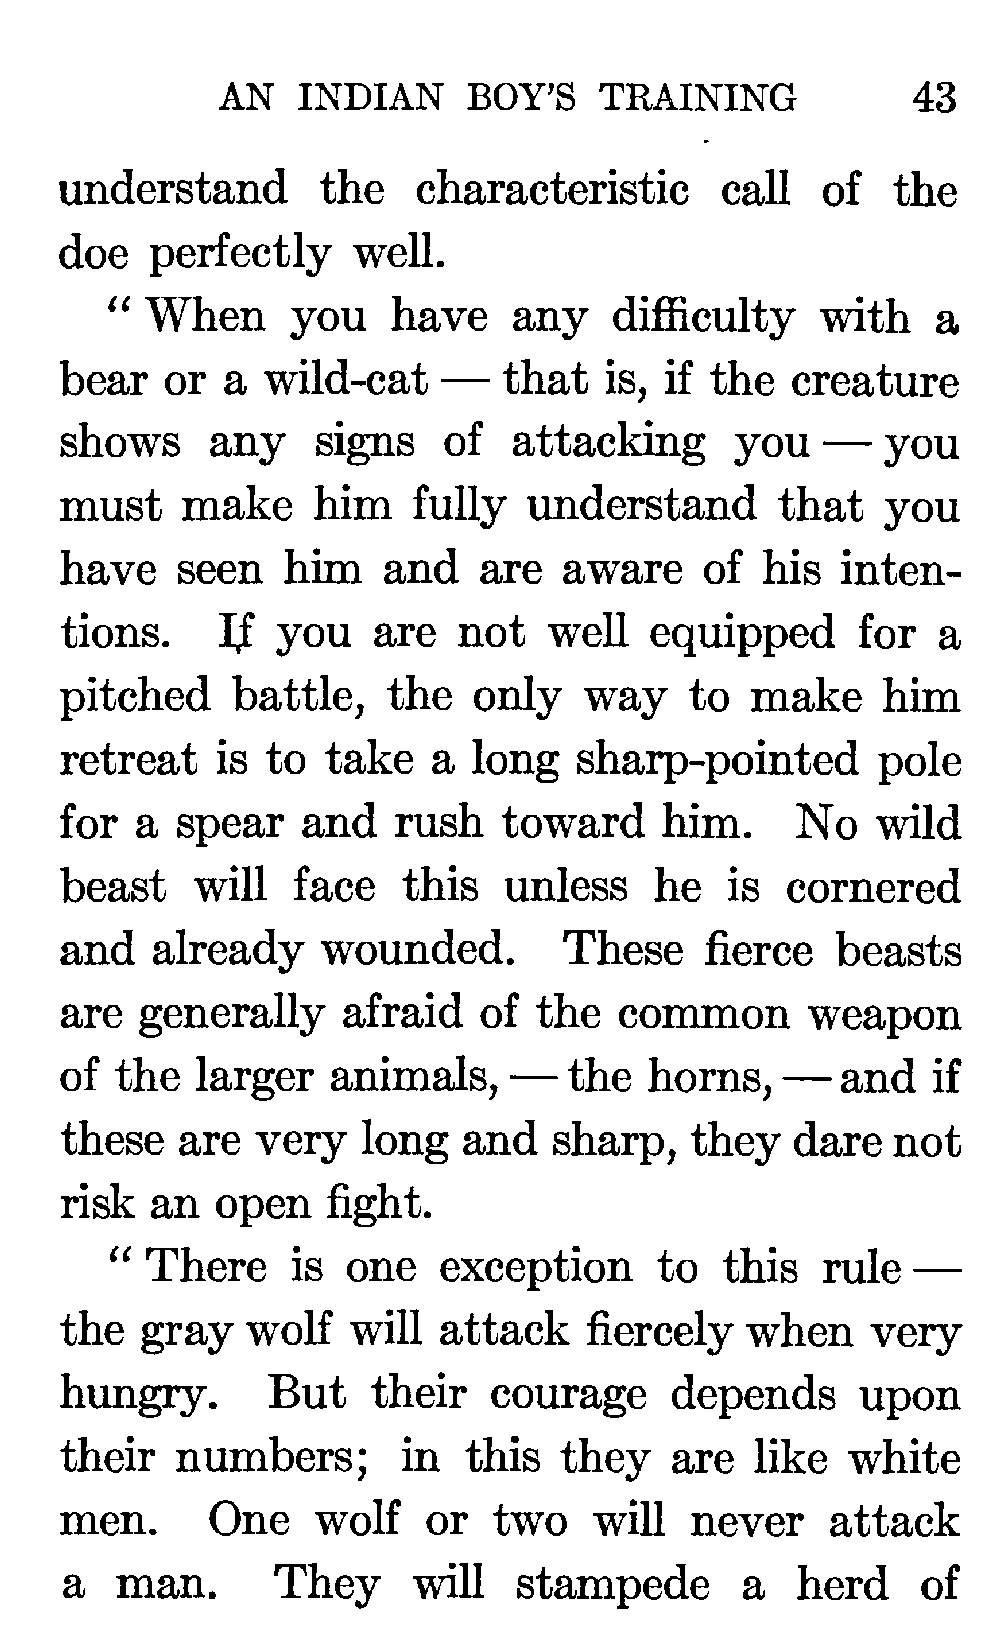 AN INDIAN BOY'S TRAINING 43
understand the characteristic call of the
doe perfectly well.
“ When you have any difficulty with a
bear or a wild-cat — that is, if the creature
shows any signs of attacking you — you
must make him fully understand that you
have seen him and are aware of his inten-
tions. If you are not well equipped for a
pitched battle, the only way to make him
retreat is to take a long sharp-pointed pole
for a spear and rush toward him. No wild
beast will face this unless he is cornered
and already wounded. These fierce beasts
are generally afraid of the common weapon
of the larger animals, — the horns, — and if
these are very long and sharp, they dare not
risk an open fight.
“ There is one exception to this rule —
the gray wolf will attack fiercely when very
hungry. But their courage depends upon
their numbers; in this they are like white
men. One wolf or two will never attack
a man. They will stampede a herd of